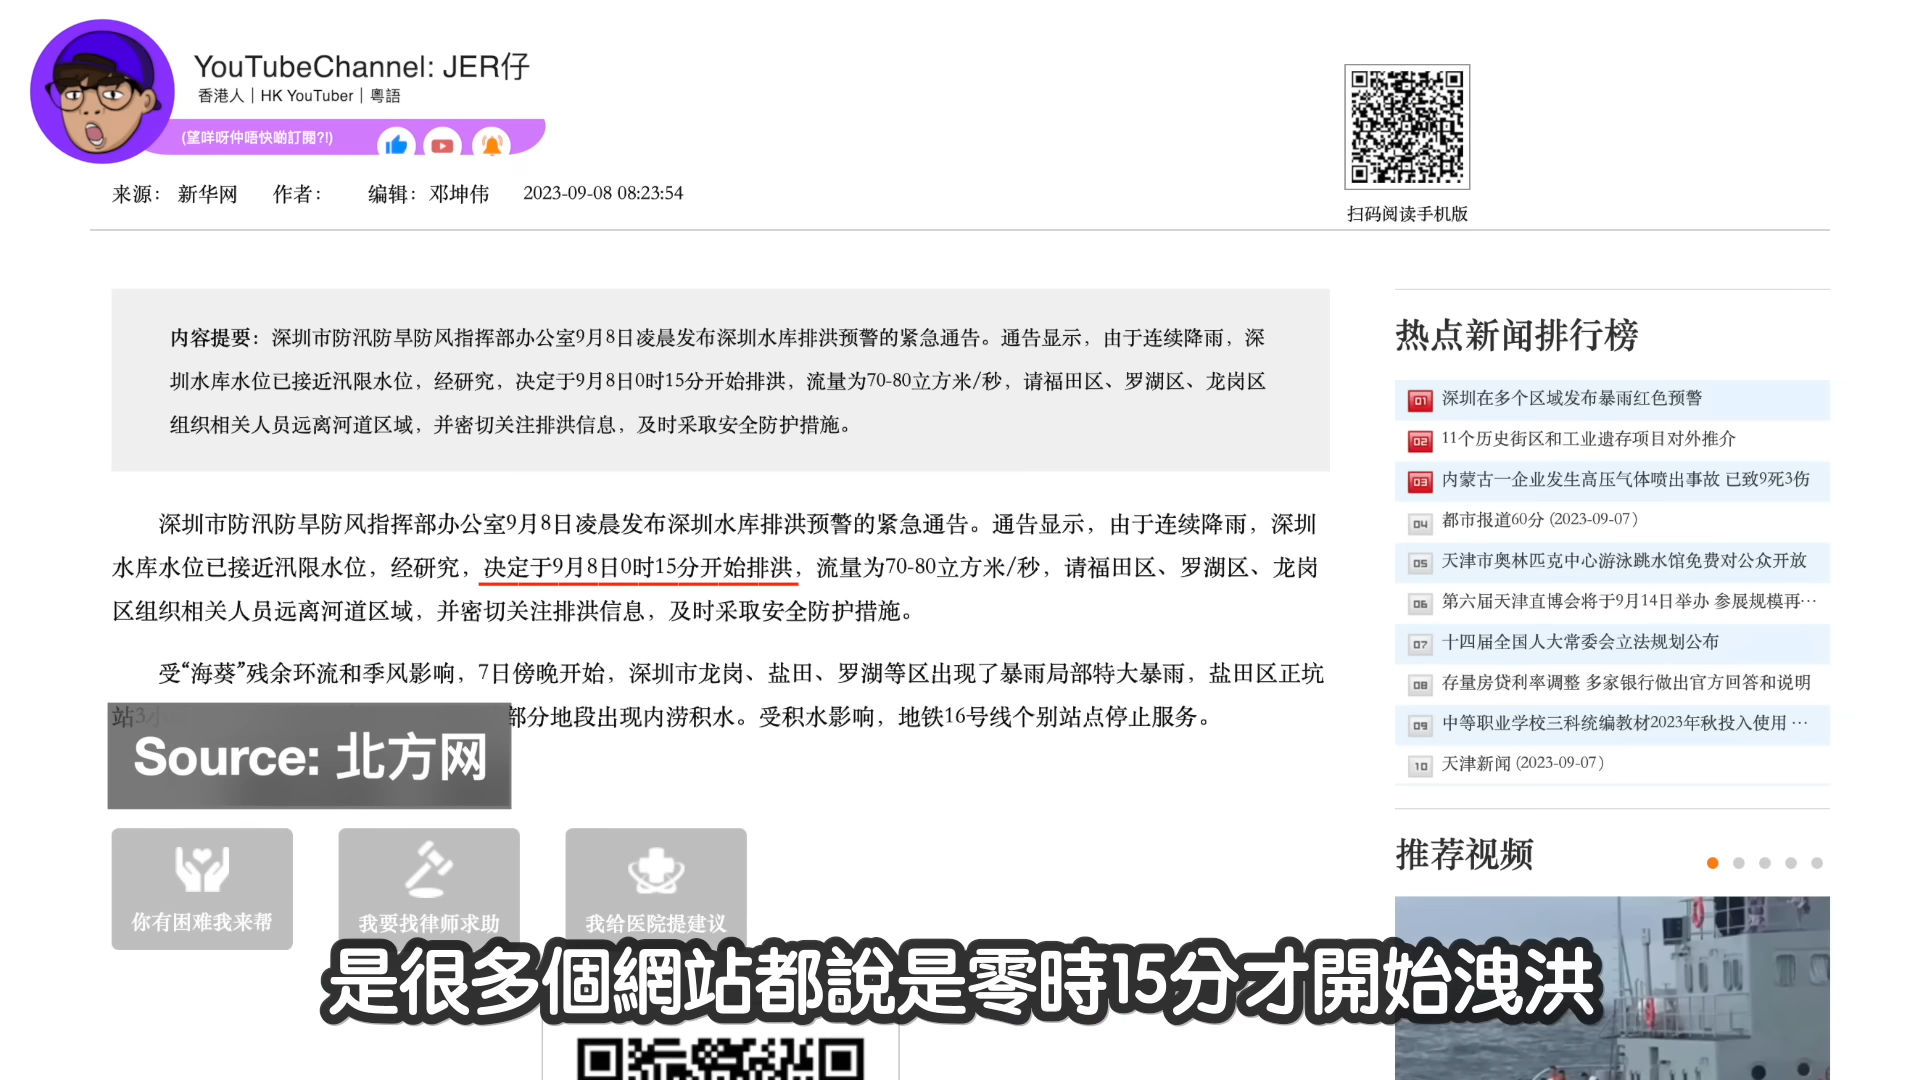 YouTubeChannel: JER仔
香港人｜HK YouTuber｜粵語
(望咩呀仲唔快啲訂閱?!)
来源： 新华网 作者： 编辑：邓坤伟 2023-09-08 08:23:54
扫码阅读手机版
内容提要：深圳市防汛防旱防风指挥部办公室9月8日凌晨发布深圳水库排洪预警的紧急通告。通告显示，由于连续降雨，深
圳水库水位已接近汛限水位，经研究，决定于9月8日0时15分开始排洪，流量为70-80立方米/秒，请福田区、罗湖区、龙岗区
组织相关人员远离河道区域，并密切关注排洪信息，及时采取安全防护措施。
深圳市防汛防旱防风指挥部办公室9月8日凌晨发布深圳水库排洪预警的紧急通告。通告显示，由于连续降雨，深圳
水库水位已接近汛限水位，经研究，决定于9月8日0时15分开始排洪，流量为70-80立方米/秒，请福田区、罗湖区、龙岗
区组织相关人员远离河道区域，并密切关注排洪信息，及时采取安全防护措施。
受“海葵”残余环流和季风影响，7日傍晚开始，深圳市龙岗、盐田、罗湖等区出现了暴雨局部特大暴雨，盐田区正坑
站3小 部分地段出现内涝积水。受积水影响，地铁16号线个别站点停止服务。
Source: 北方网
你有困难我来帮
我要找律师求助
我给医院提建议
热点新闻排行榜
01 深圳在多个区域发布暴雨红色预警
02 11个历史街区和工业遗存项目对外推介
03 内蒙古一企业发生高压气体喷出事故 已致9死3伤
04 都市报道60分 (2023-09-07）
05 天津市奥林匹克中心游泳跳水馆免费对公众开放
06 第六届天津直博会将于9月14日举办 参展规模再…
07 十四届全国人大常委会立法规划公布
08 存量房贷利率调整 多家银行做出官方回答和说明
09 中等职业学校三科统编教材2023年秋投入使用 …
10 天津新闻 (2023-09-07）
推荐视频
是很多個網站都說是零時15分才開始洩洪